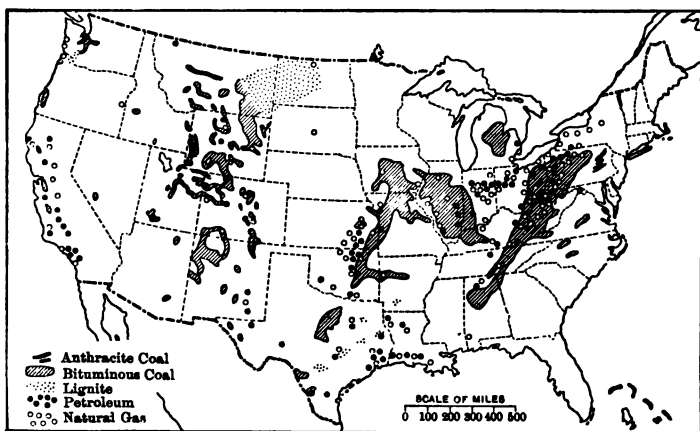 Anthracite Coal
Bituminous Coal
Lignite
Petroleum
Natural Gas
SCALE OF MILES
0 100 200 300 400 500